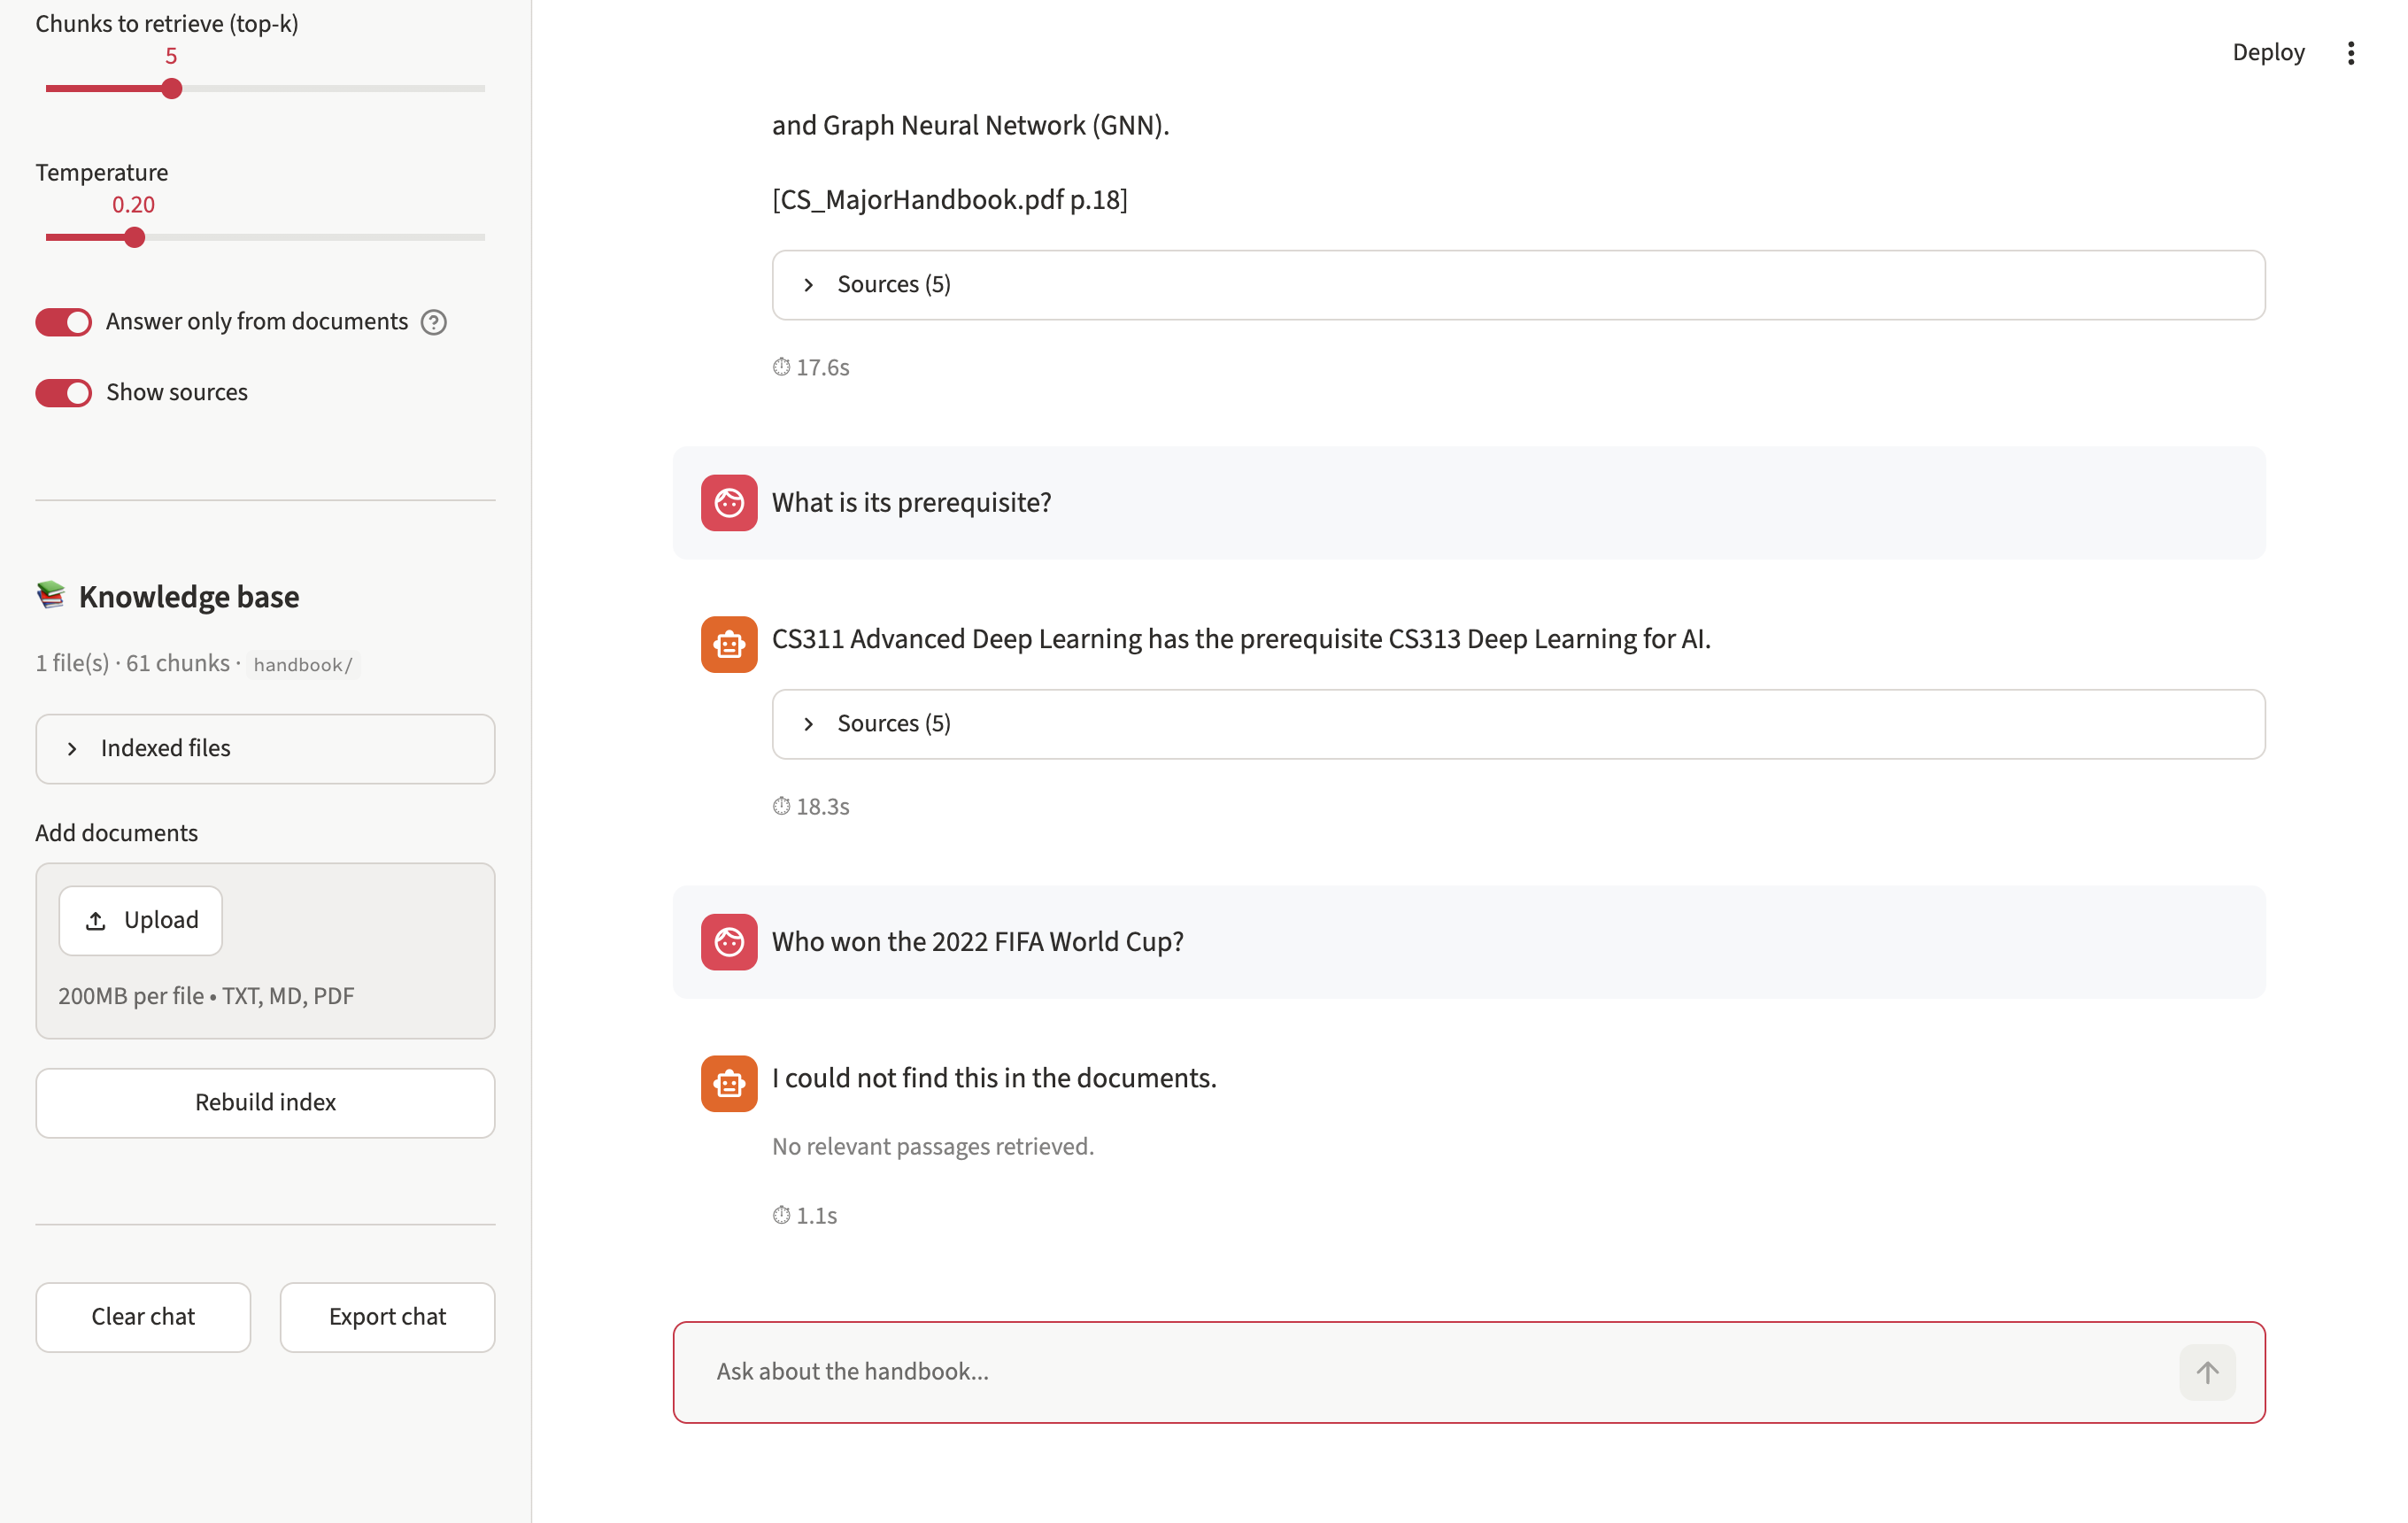 Chunks to retrieve (top-k)
5
Temperature
0.20
Answer only from documents
Show sources
Knowledge base
1 file(s) · 61 chunks · handbook/
Indexed files
Add documents
Upload
200MB per file • TXT, MD, PDF
Rebuild index
Clear chat
Export chat
Deploy
and Graph Neural Network (GNN).
[CS_MajorHandbook.pdf p.18]
Sources (5)
17.6s
What is its prerequisite?
CS311 Advanced Deep Learning has the prerequisite CS313 Deep Learning for AI.
Sources (5)
18.3s
Who won the 2022 FIFA World Cup?
I could not find this in the documents.
No relevant passages retrieved.
1.1s
Ask about the handbook...